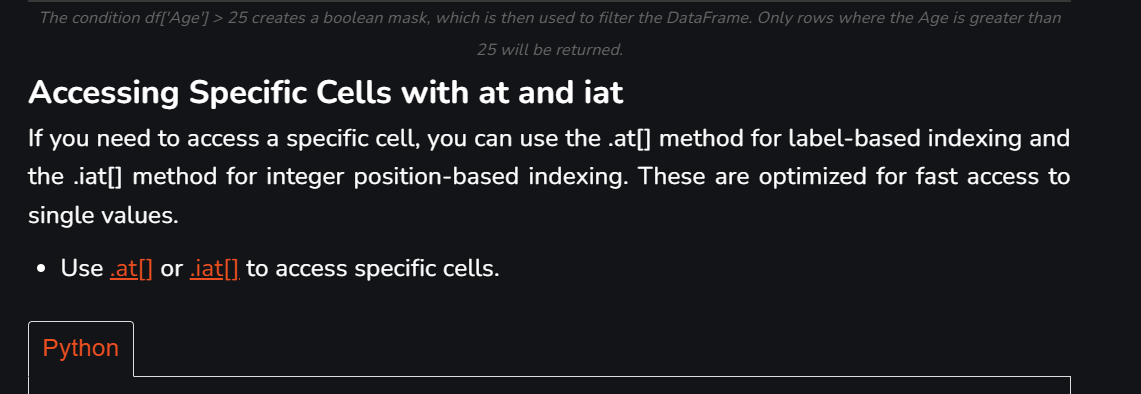 The condition df['Age'] > 25 creates a boolean mask, which is then used to filter the DataFrame. Only rows where the Age is greater than
25 will be returned.
Accessing Specific Cells with at and iat
If you need to access a specific cell, you can use the .at[] method for label-based indexing and
the .iat[] method for integer position-based indexing. These are optimized for fast access to
single values.
• Use .at[] or .iat[] to access specific cells.
Python